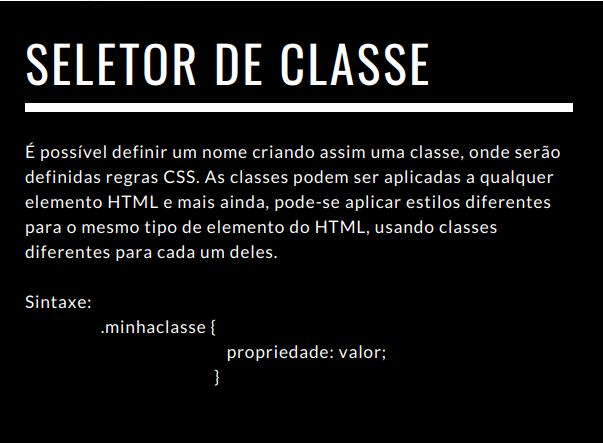 SELETOR DE CLASSE
É possível definir um nome criando assim uma classe, onde serão
definidas regras CSS. As classes podem ser aplicadas a qualquer
elemento HTML e mais ainda, pode-se aplicar estilos diferentes
para o mesmo tipo de elemento do HTML, usando classes
diferentes para cada um deles.
Sintaxe:
.minhaclasse {
propriedade: valor;
}